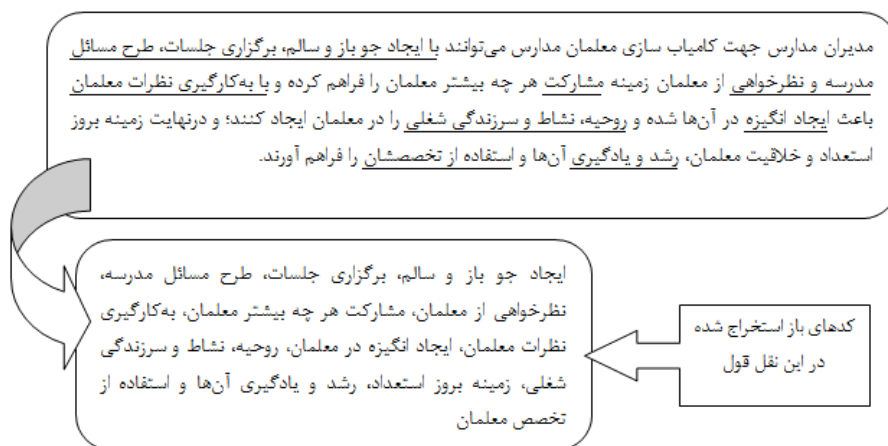 مدیران مدارس جهت کامیاب سازی معلمان مدارس می‌توانند با ایجاد جو باز و سالم، برگزاری جلسات، طرح مسائل
مدرسه و نظرخواهی از معلمان زمینه مشارکت هر چه بیشتر معلمان را فراهم کرده و با به‌کارگیری نظرات معلمان
باعث ایجاد انگیزه در آن‌ها شده و روحیه، نشاط و سرزندگی شغلی را در معلمان ایجاد کنند؛ و درنهایت زمینه بروز
استعداد و خلاقیت معلمان، رشد و یادگیری آن‌ها و استفاده از تخصصشان را فراهم آورند.
ایجاد جو باز و سالم، برگزاری جلسات، طرح مسائل مدرسه،
نظرخواهی از معلمان، مشارکت هر چه بیشتر معلمان، به‌کارگیری
نظرات معلمان، ایجاد انگیزه در معلمان، روحیه، نشاط و سرزندگی
شغلی، زمینه بروز استعداد، رشد و یادگیری آن‌ها و استفاده از
تخصص معلمان
کدهای باز استخراج شده
در این نقل قول